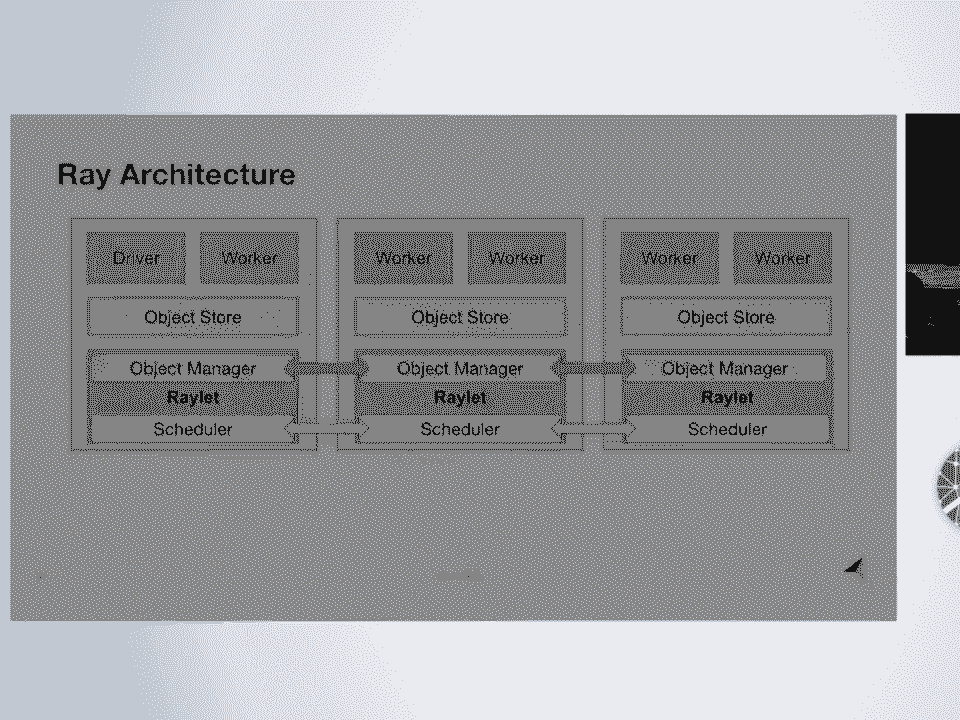 Ray Architecture
Driver Worker Worker Worker Worker Worker
Object Store Object Store Object Store
Object Manager Object Manager Object Manager
Raylet Raylet Raylet
Scheduler Scheduler Scheduler